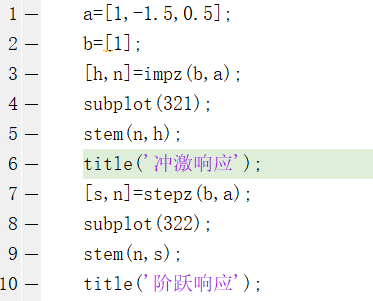 1 — a=[1,-1.5,0.5];
2 — b=[1];
3 — [h,n]=impz(b,a);
4 — subplot(321);
5 — stem(n,h);
6 — title('冲激响应');
7 — [s,n]=stepz(b,a);
8 — subplot(322);
9 — stem(n,s);
10 — title('阶跃响应');